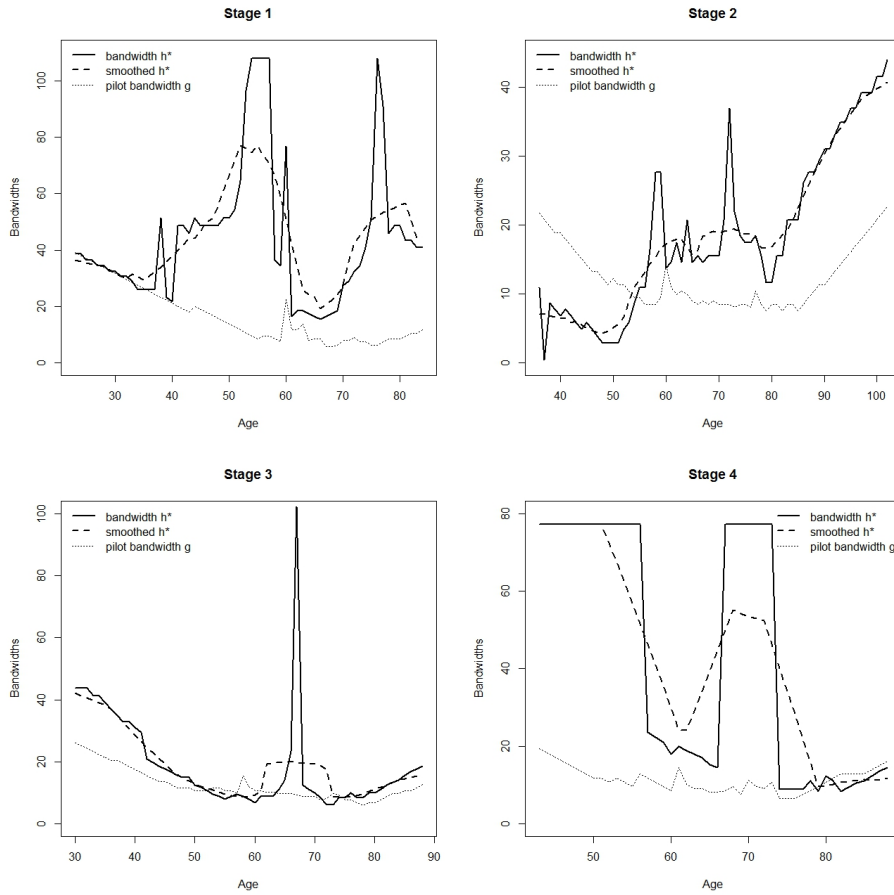 Stage 1
bandwidth h*
smoothed h*
pilot bandwidth g
Bandwidths
0 20 40 60 80 100
30 40 50 60 70 80
Age
Stage 2
bandwidth h*
smoothed h*
pilot bandwidth g
Bandwidths
0 10 20 30 40
40 50 60 70 80 90 100
Age
Stage 3
bandwidth h*
smoothed h*
pilot bandwidth g
Bandwidths
0 20 40 60 80 100
30 40 50 60 70 80 90
Age
Stage 4
bandwidth h*
smoothed h*
pilot bandwidth g
Bandwidths
0 20 40 60 80
50 60 70 80
Age